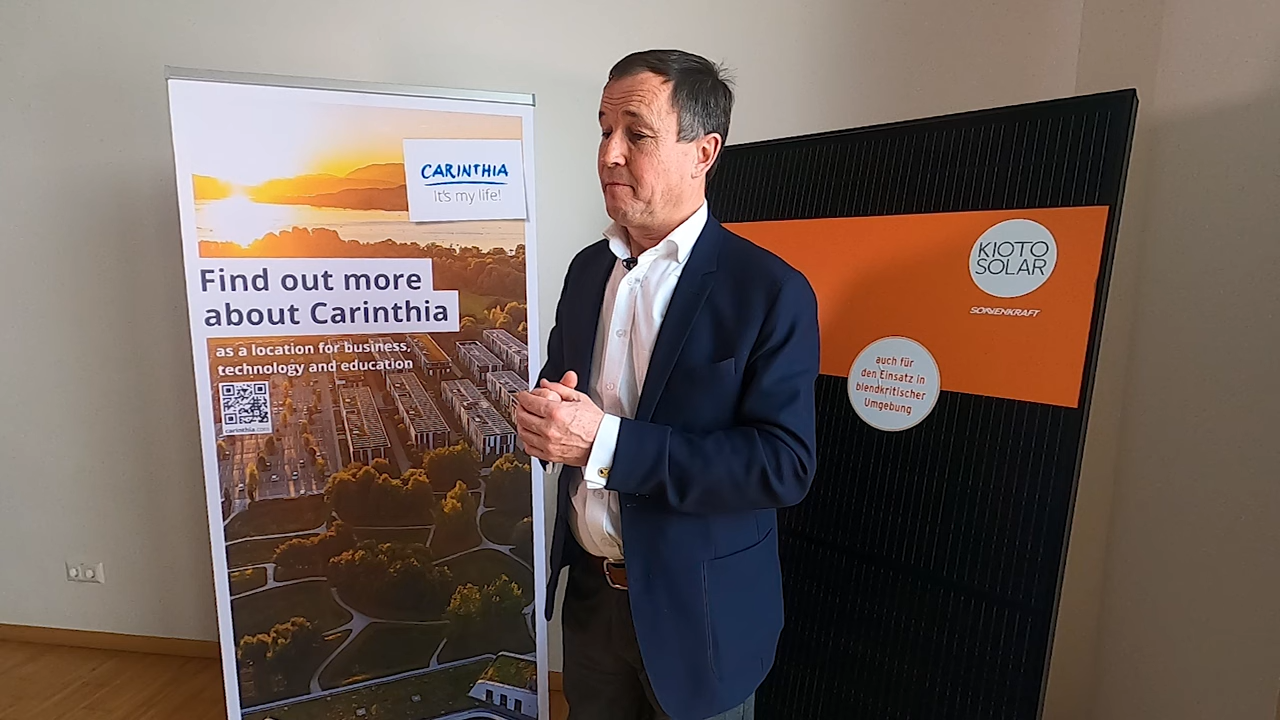 CARINTHIA
It's my life!
Find out more
about Carinthia
as a location for business,
technology and education
carinthia.com
KIOTO
SOLAR
SONNENKRAFT
auch für
den Einsatz in
blendkritischer
Umgebung